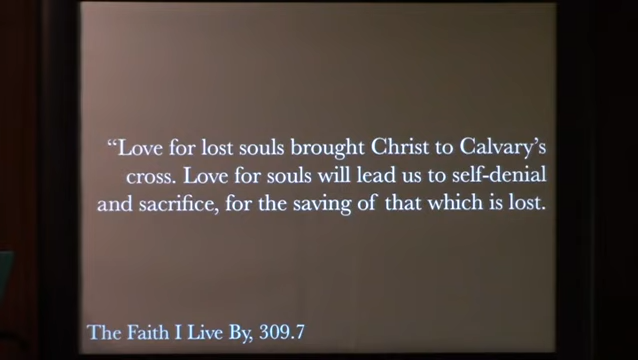 “Love for lost souls brought Christ to Calvary’s
cross. Love for souls will lead us to self-denial
and sacrifice, for the saving of that which is lost.
The Faith I Live By, 309.7